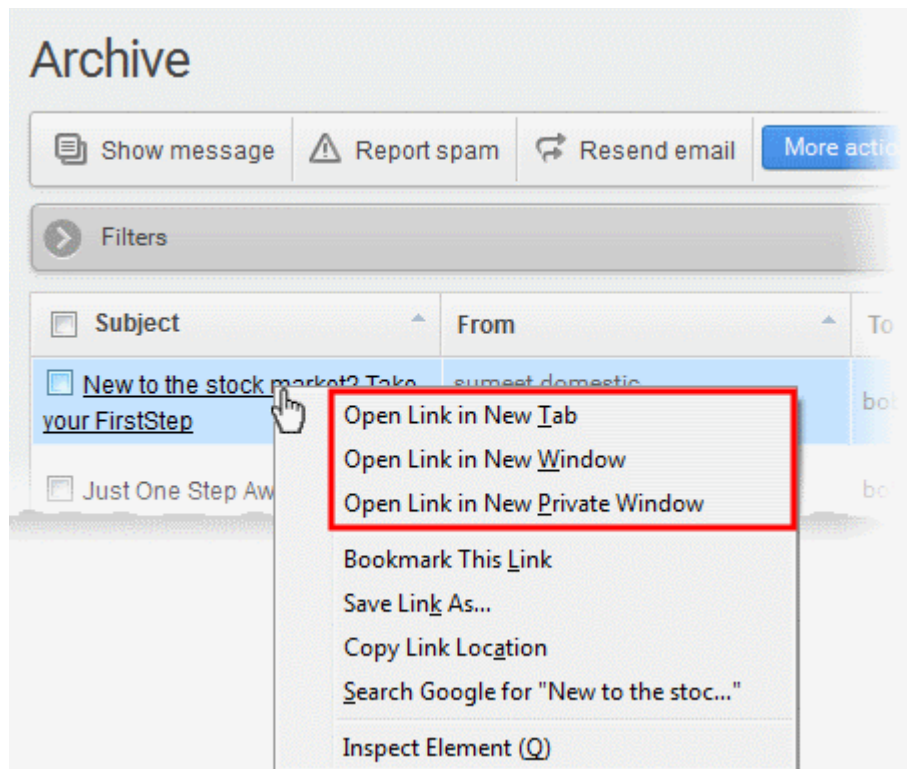 Archive
Show message Report spam Resend email More actio
Filters
Subject From To
New to the stock market? Take sumeet domestic
your FirstStep
Open Link in New Tab
Open Link in New Window
Just One Step Aw
Open Link in New Private Window
Bookmark This Link
Save Link As...
Copy Link Location
Search Google for "New to the stoc..."
Inspect Element (Q)